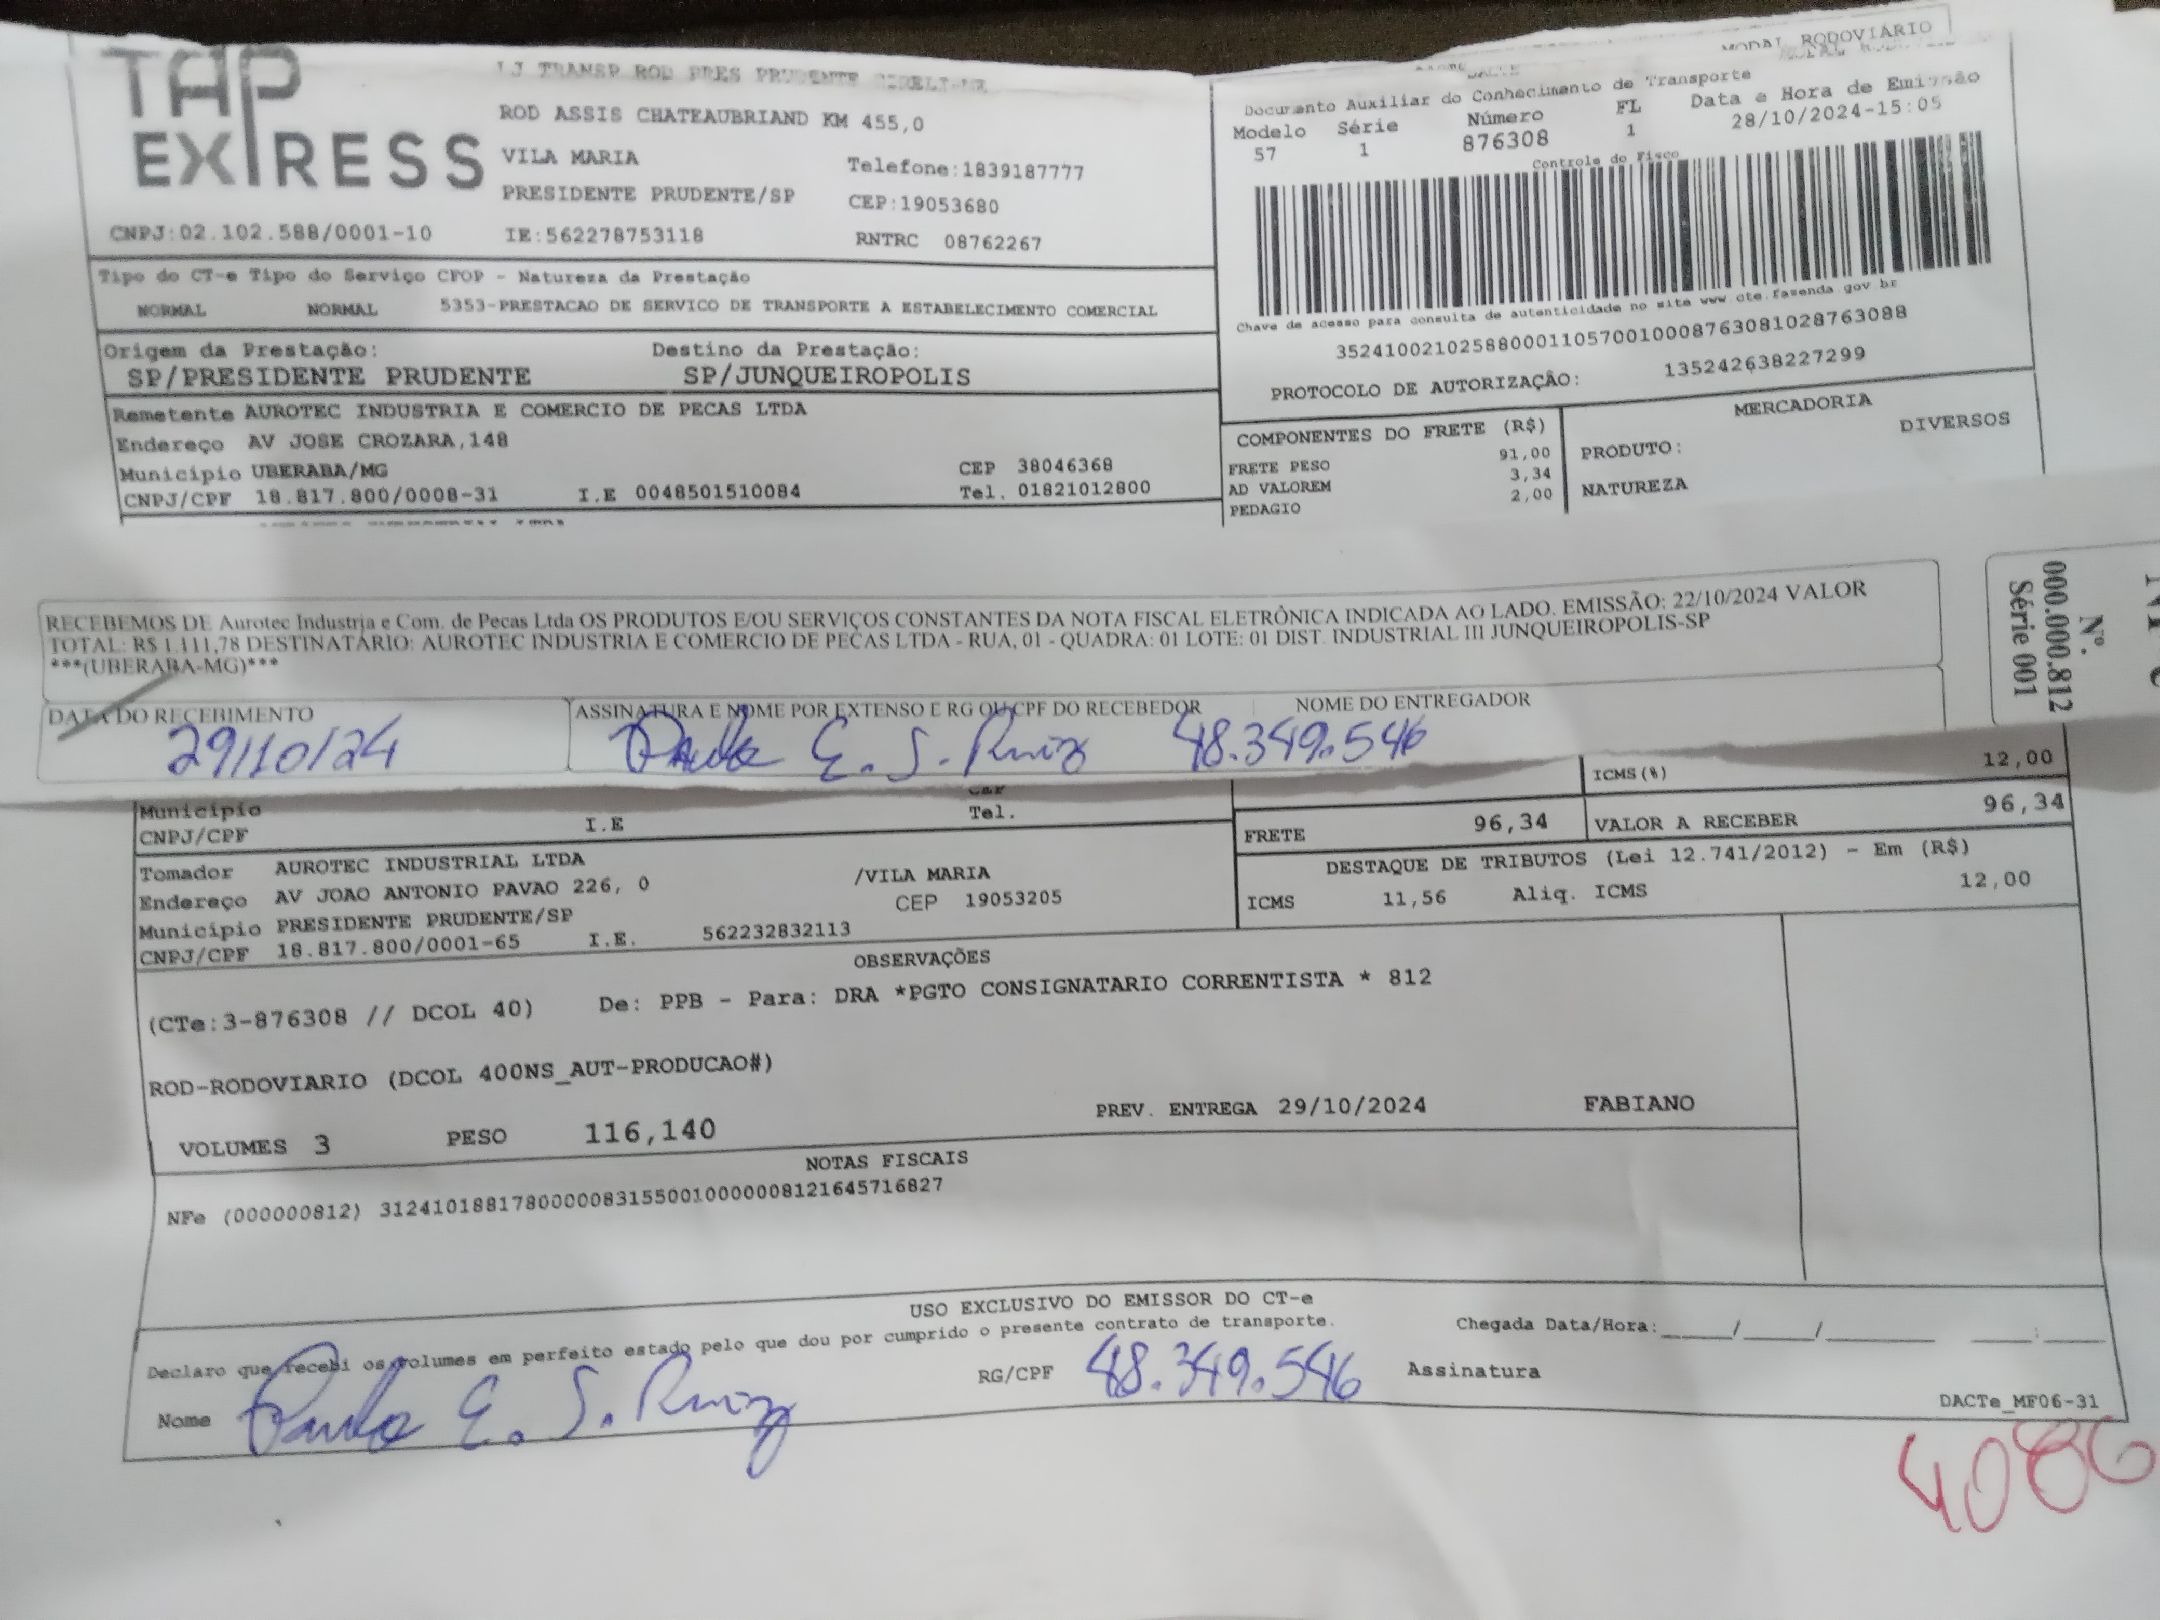 TAP
EXPRESS
LJ TRANSP ROD PRES PRUDENTE EIRELI-ME
ROD ASSIS CHATEAUBRIAND KM 455,0
VILA MARIA Telefone:1839187777
PRESIDENTE PRUDENTE/SP CEP:19053680
CNPJ:02.102.588/0001-10 IE:562278753118 RNTRC 08762267
MODAL RODOVIÁRIO
Documento Auxiliar do Conhecimento de Transporte
Modelo Série Número FL Data e Hora de Emissão
57 1 876308 1 28/10/2024-15:05
Controle do Fisco
Chave de acesso para consulta de autenticidade no site www.cte.fazenda.gov.br
35241002102588000110570010008763081028763088
PROTOCOLO DE AUTORIZAÇÃO: 135242638227299
Tipo do CT-e Tipo do Serviço CFOP - Natureza da Prestação
NORMAL NORMAL 5353-PRESTACAO DE SERVICO DE TRANSPORTE A ESTABELECIMENTO COMERCIAL
Origem da Prestação: Destino da Prestação:
SP/PRESIDENTE PRUDENTE SP/JUNQUEIROPOLIS
Remetente AUROTEC INDUSTRIA E COMERCIO DE PECAS LTDA
Endereço AV JOSE CROZARA,148
Município UBERABA/MG CEP 38046368
CNPJ/CPF 18.817.800/0008-31 I.E 0048501510084 Tel. 01821012800
COMPONENTES DO FRETE (R$)
FRETE PESO 91,00
AD VALOREM 3,34
PEDAGIO 2,00
MERCADORIA
PRODUTO: DIVERSOS
NATUREZA
RECEBEMOS DE Aurotec Industria e Com. de Pecas Ltda OS PRODUTOS E/OU SERVIÇOS CONSTANTES DA NOTA FISCAL ELETRÔNICA INDICADA AO LADO. EMISSÃO: 22/10/2024 VALOR
TOTAL: R$ 1.111,78 DESTINATÁRIO: AUROTEC INDUSTRIA E COMERCIO DE PECAS LTDA - RUA, 01 - QUADRA: 01 LOTE: 01 DIST. INDUSTRIAL III JUNQUEIROPOLIS-SP
***(UBERABA-MG)***
DATA DO RECEBIMENTO ASSINATURA E NOME POR EXTENSO E RG OU CPF DO RECEBEDOR NOME DO ENTREGADOR
29/10/24 Paula E. S. Ruiz 48.349.546
Nº.
000.000.812
Série 001
ICMS(%) 12,00
Município Tel.
CNPJ/CPF I.E
FRETE 96,34 VALOR A RECEBER 96,34
Tomador AUROTEC INDUSTRIAL LTDA
Endereço AV JOAO ANTONIO PAVAO 226, 0 /VILA MARIA
Município PRESIDENTE PRUDENTE/SP CEP 19053205
CNPJ/CPF 18.817.800/0001-65 I.E. 562232832113
DESTAQUE DE TRIBUTOS (Lei 12.741/2012) - Em (R$)
ICMS 11,56 Aliq. ICMS 12,00
OBSERVAÇÕES
(CTe:3-876308 // DCOL 40) De: PPB - Para: DRA *PGTO CONSIGNATARIO CORRENTISTA * 812
ROD-RODOVIARIO (DCOL 400NS_AUT-PRODUCAO#)
VOLUMES 3 PESO 116,140 PREV. ENTREGA 29/10/2024 FABIANO
NOTAS FISCAIS
NFe (000000812) 31241018817800000831550010000008121645716827
USO EXCLUSIVO DO EMISSOR DO CT-e
Declaro que recebi os volumes em perfeito estado pelo que dou por cumprido o presente contrato de transporte. Chegada Data/Hora:____/____/____ ____:____
Nome Paula E. S. Ruiz RG/CPF 48.349.546 Assinatura
DACTe_MF06-31
4086